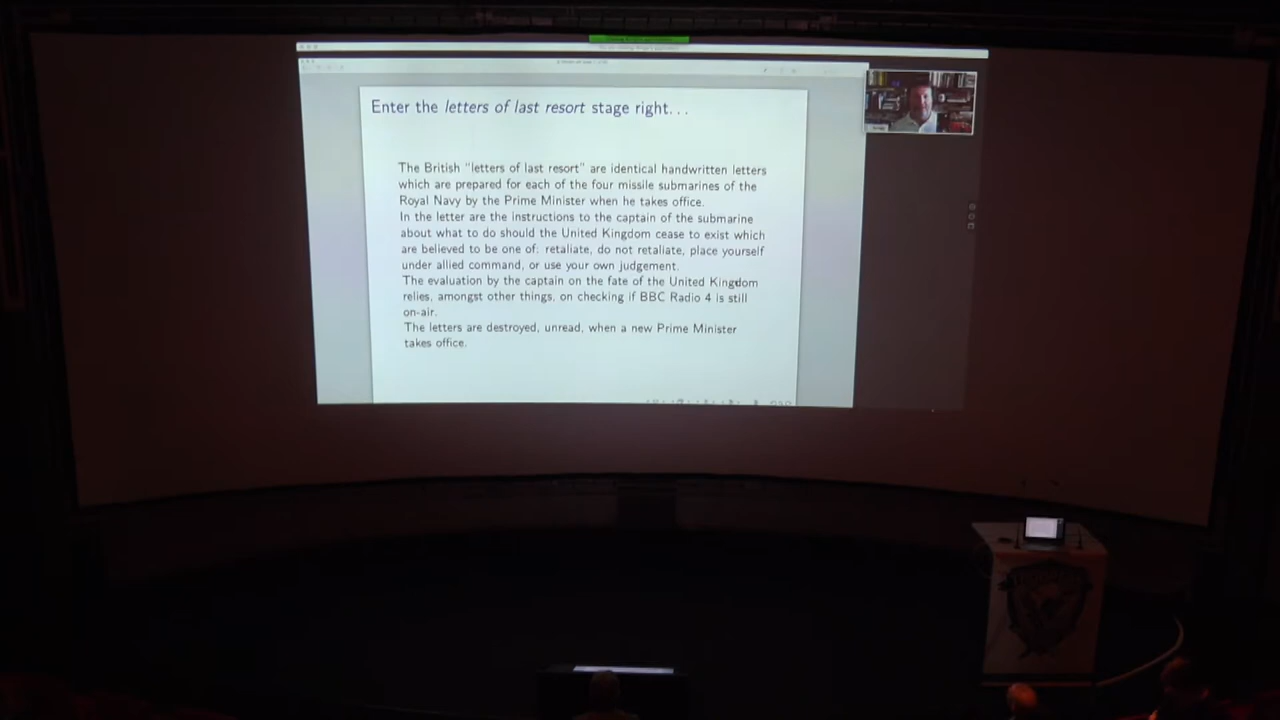 Enter the letters of last resort stage right...
The British "letters of last resort" are identical handwritten letters
which are prepared for each of the four missile submarines of the
Royal Navy by the Prime Minister when he takes office.
In the letter are the instructions to the captain of the submarine
about what to do should the United Kingdom cease to exist which
are believed to be one of: retaliate, do not retaliate, place yourself
under allied command, or use your own judgement.
The evaluation by the captain on the fate of the United Kingdom
relies, amongst other things, on checking if BBC Radio 4 is still
on-air.
The letters are destroyed, unread, when a new Prime Minister
takes office.